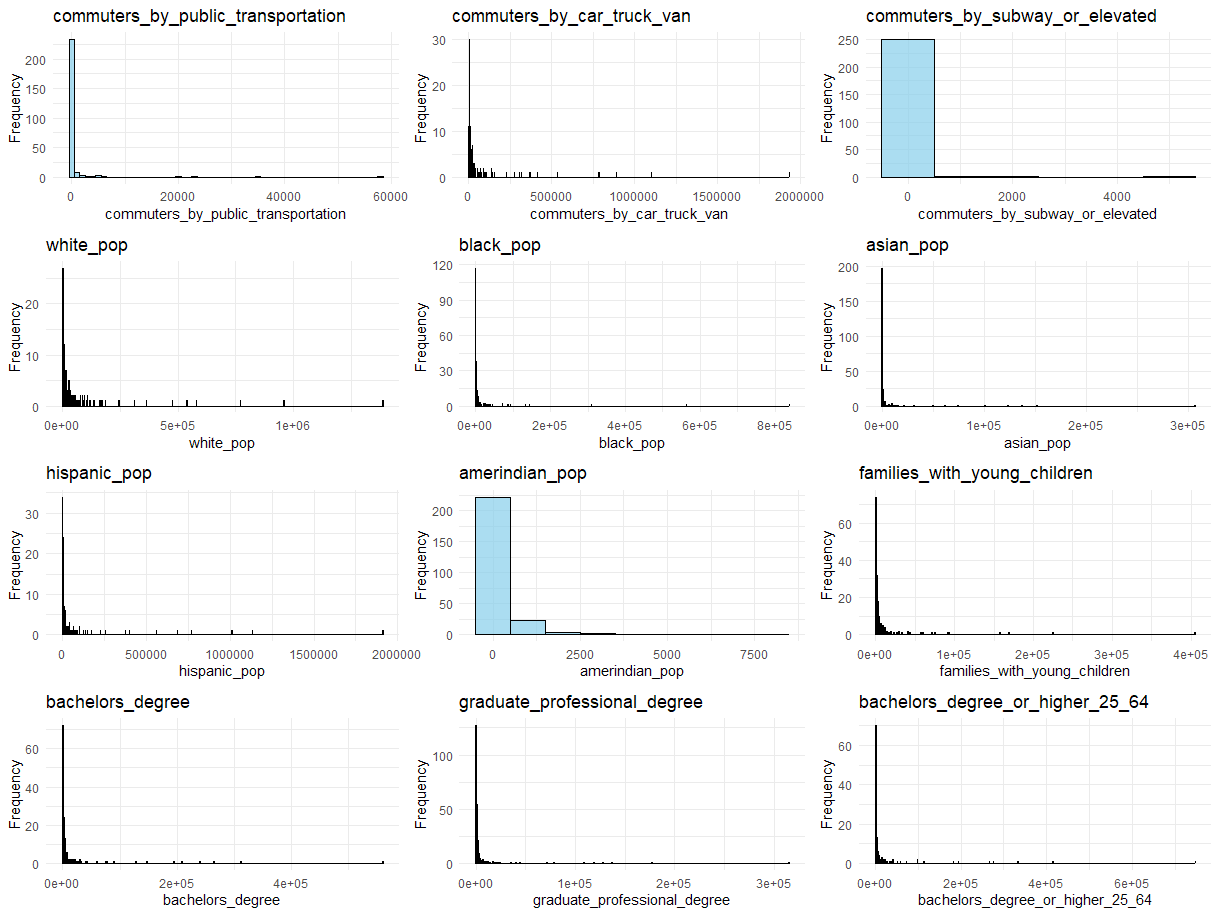 commuters_by_public_transportation
Frequency
200
150
100
50
0
0 20000 40000 60000
commuters_by_public_transportation
commuters_by_car_truck_van
Frequency
30
20
10
0
0 500000 1000000 1500000 2000000
commuters_by_car_truck_van
commuters_by_subway_or_elevated
Frequency
250
200
150
100
50
0
0 2000 4000
commuters_by_subway_or_elevated
white_pop
Frequency
20
10
0
0e+00 5e+05 1e+06
white_pop
black_pop
Frequency
120
90
60
30
0
0e+00 2e+05 4e+05 6e+05 8e+05
black_pop
asian_pop
Frequency
200
150
100
50
0
0e+00 1e+05 2e+05 3e+05
asian_pop
hispanic_pop
Frequency
30
20
10
0
0 500000 1000000 1500000 2000000
hispanic_pop
amerindian_pop
Frequency
200
150
100
50
0
0 2500 5000 7500
amerindian_pop
families_with_young_children
Frequency
60
40
20
0
0e+00 1e+05 2e+05 3e+05 4e+05
families_with_young_children
bachelors_degree
Frequency
60
40
20
0
0e+00 2e+05 4e+05
bachelors_degree
graduate_professional_degree
Frequency
100
50
0
0e+00 1e+05 2e+05 3e+05
graduate_professional_degree
bachelors_degree_or_higher_25_64
Frequency
60
40
20
0
0e+00 2e+05 4e+05 6e+05
bachelors_degree_or_higher_25_64